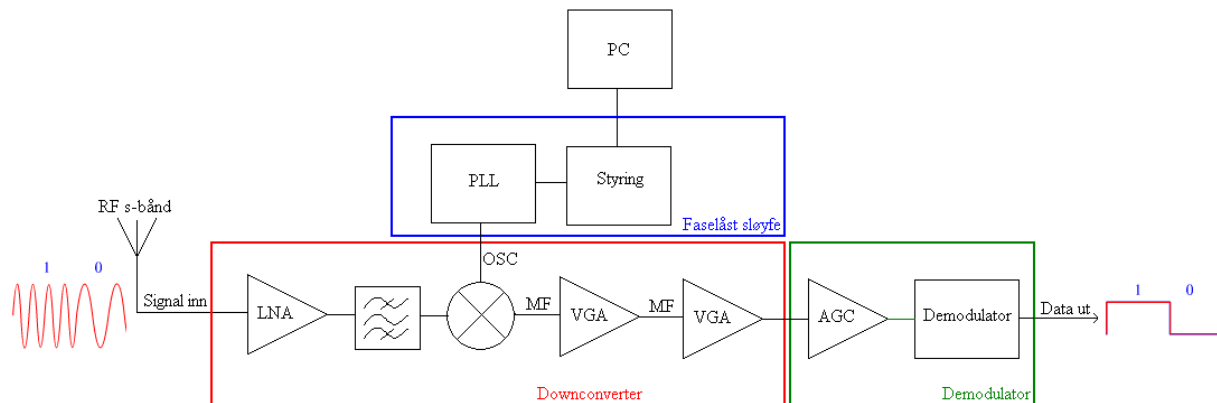 PC
PLL
Styring
Faselåst sløyfe
RF s-bånd
OSC
1 0
Signal inn
LNA
MF
VGA
MF
VGA
AGC
Demodulator
Data ut
1 0
Downconverter
Demodulator